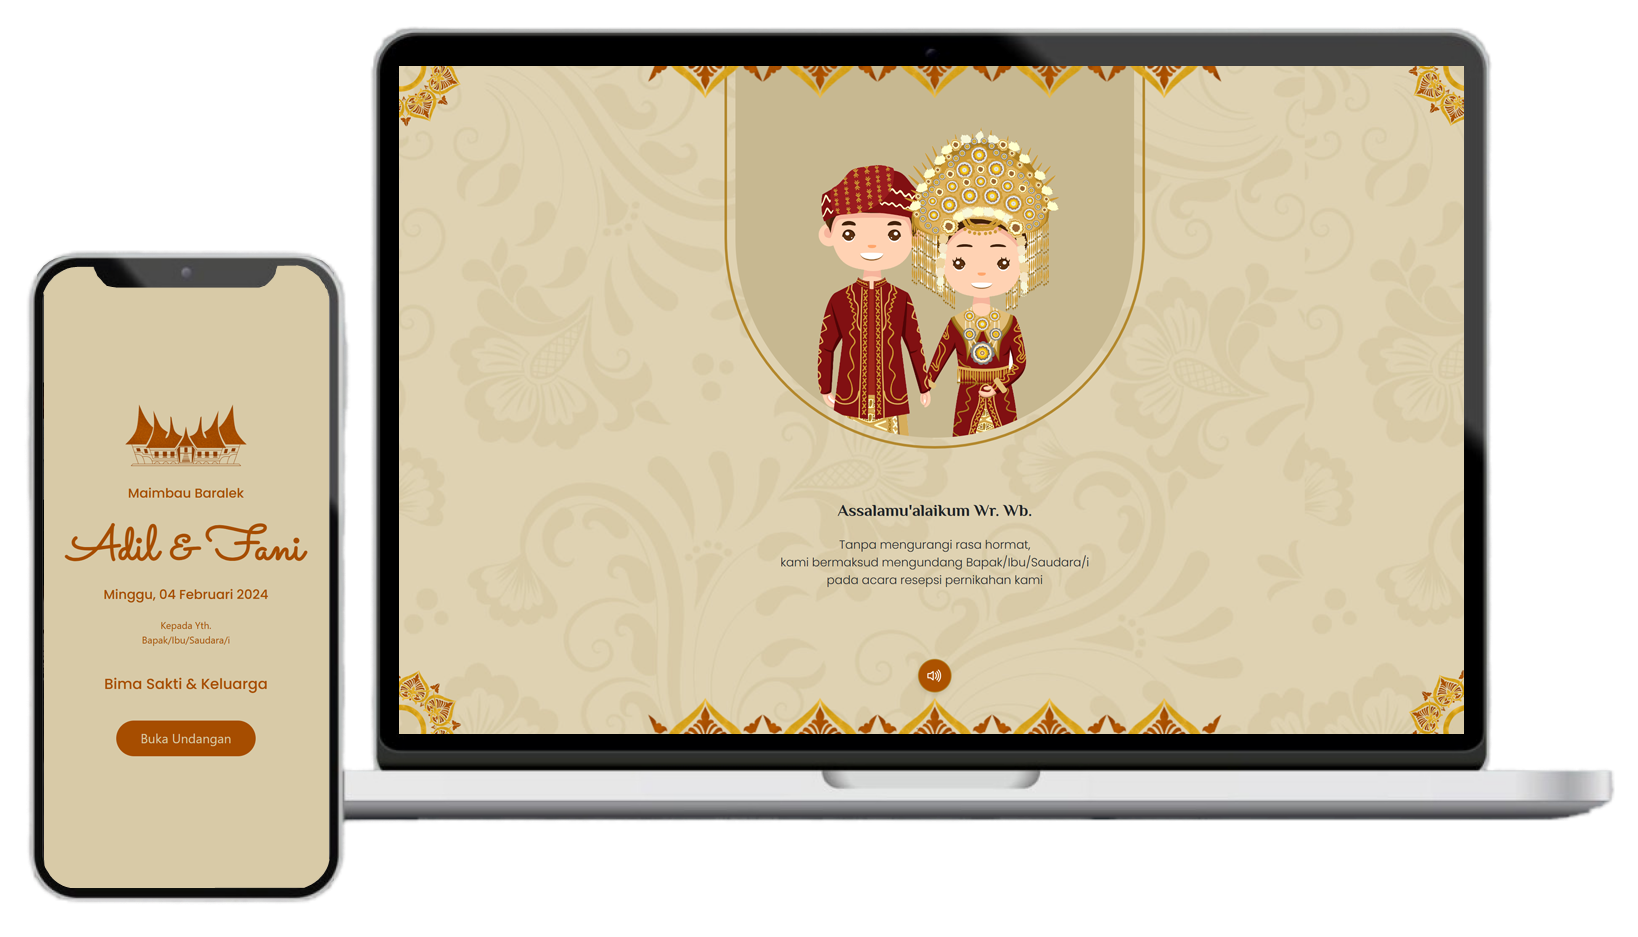 Maimbau Baralek
Adil & Fani
Minggu, 04 Februari 2024
Kepada Yth.
Bapak/Ibu/Saudara/i
Bima Sakti & Keluarga
Buka Undangan
Assalamu'alaikum Wr. Wb.
Tanpa mengurangi rasa hormat,
kami bermaksud mengundang Bapak/Ibu/Saudara/i
pada acara resepsi pernikahan kami